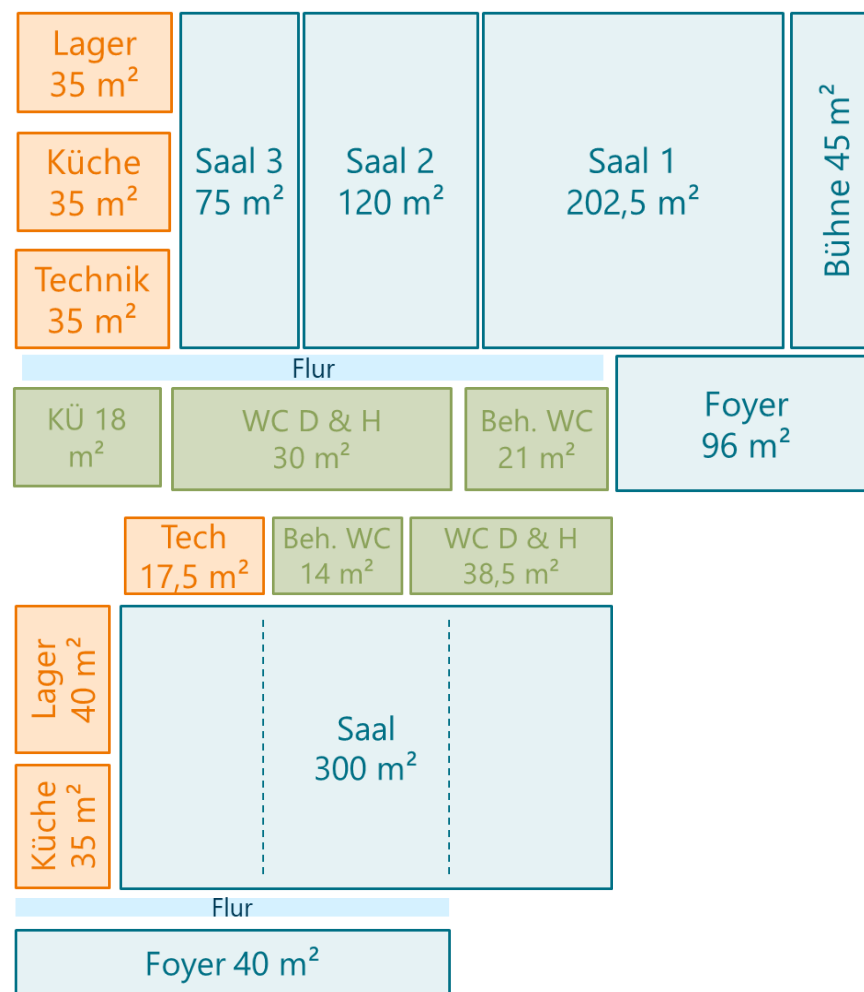 Lager
35 m²
Küche
35 m²
Technik
35 m²
Saal 3
75 m²
Saal 2
120 m²
Saal 1
202,5 m²
Bühne 45 m²
Flur
KÜ 18
m²
WC D & H
30 m²
Beh. WC
21 m²
Foyer
96 m²
Tech
17,5 m²
Beh. WC
14 m²
WC D & H
38,5 m²
Lager
40 m²
Küche
35 m²
Saal
300 m²
Flur
Foyer 40 m²